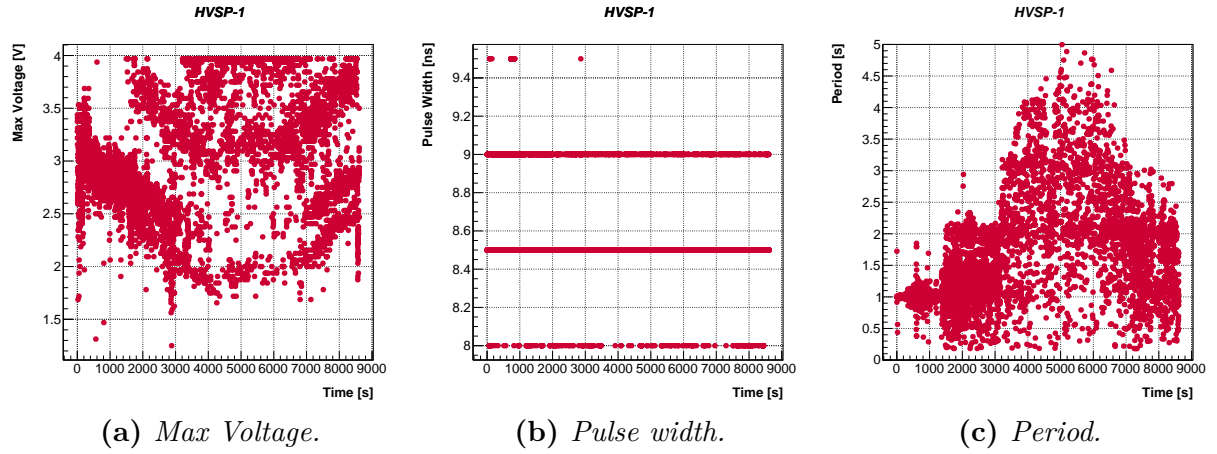 HVSP-1
Max Voltage [V]
4
3.5
3
2.5
2
1.5
0 1000 2000 3000 4000 5000 6000 7000 8000 9000
Time [s]
(a) Max Voltage.
HVSP-1
Pulse Width [ns]
9.4
9.2
9
8.8
8.6
8.4
8.2
8
0 1000 2000 3000 4000 5000 6000 7000 8000 9000
Time [s]
(b) Pulse width.
HVSP-1
Period [s]
5
4.5
4
3.5
3
2.5
2
1.5
1
0.5
0
0 1000 2000 3000 4000 5000 6000 7000 8000 9000
Time [s]
(c) Period.